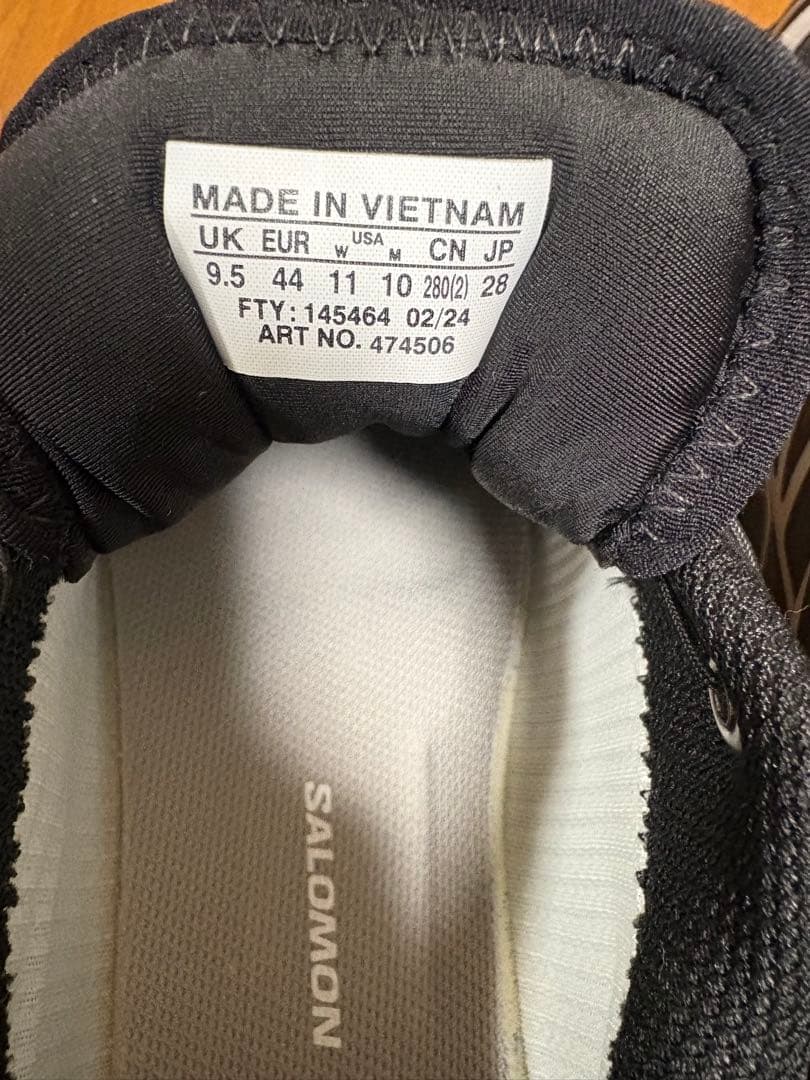 MADE IN VIETNAM
UK EUR W USA M CN JP
9.5 44 11 10 280(2) 28
FTY: 145464 02/24
ART NO. 474506
SALOMON